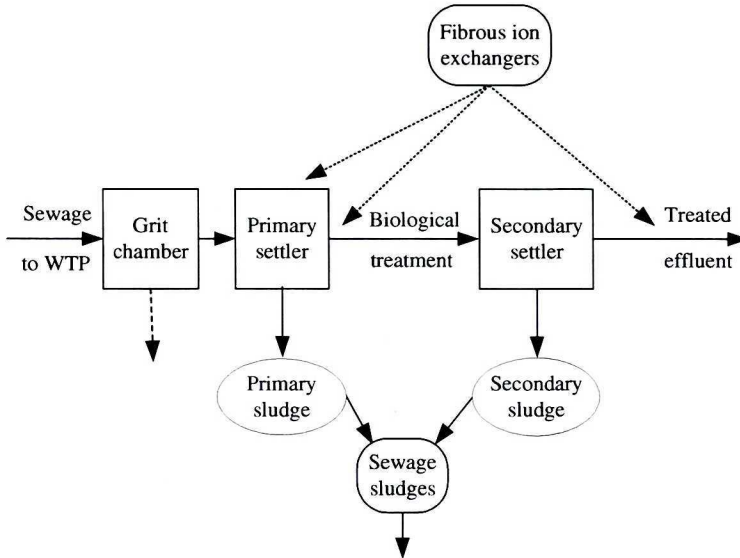 Fibrous ion
exchangers
Sewage
to WTP
Grit
chamber
Primary
settler
Biological
treatment
Secondary
settler
Treated
effluent
Primary
sludge
Secondary
sludge
Sewage
sludges